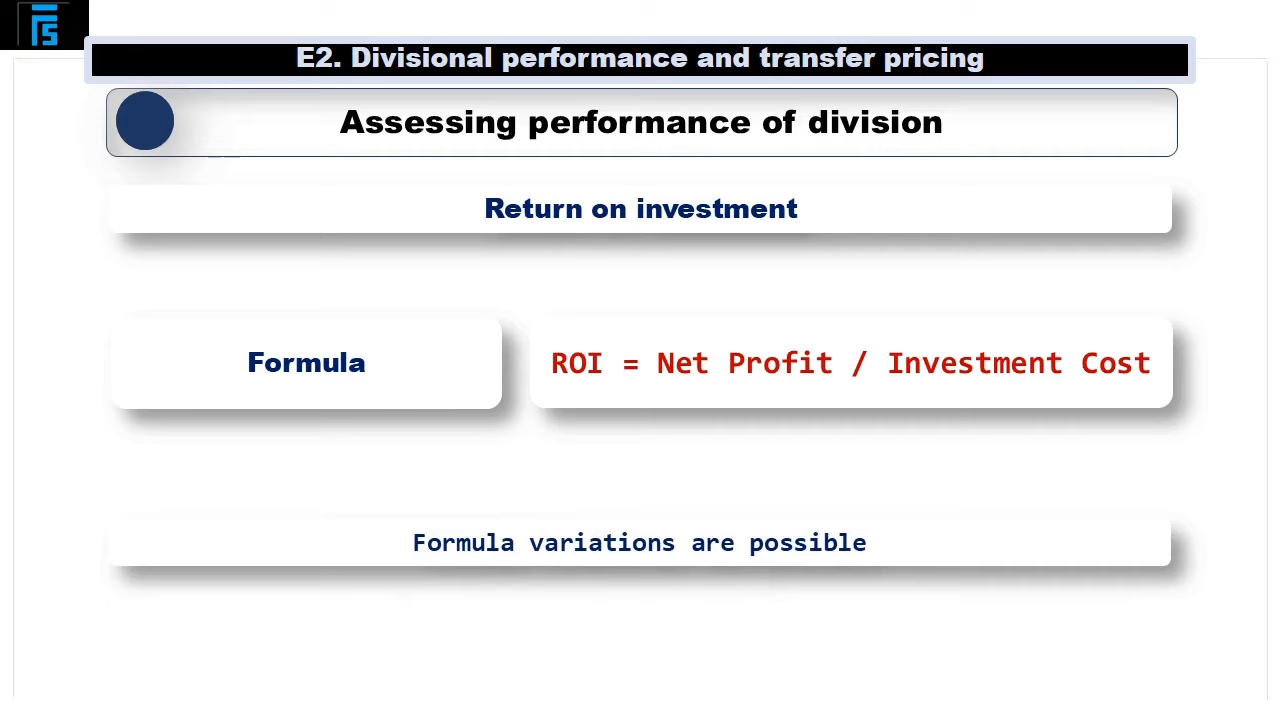 E2. Divisional performance and transfer pricing
Assessing performance of division
Return on investment
Formula
ROI = Net Profit / Investment Cost
Formula variations are possible